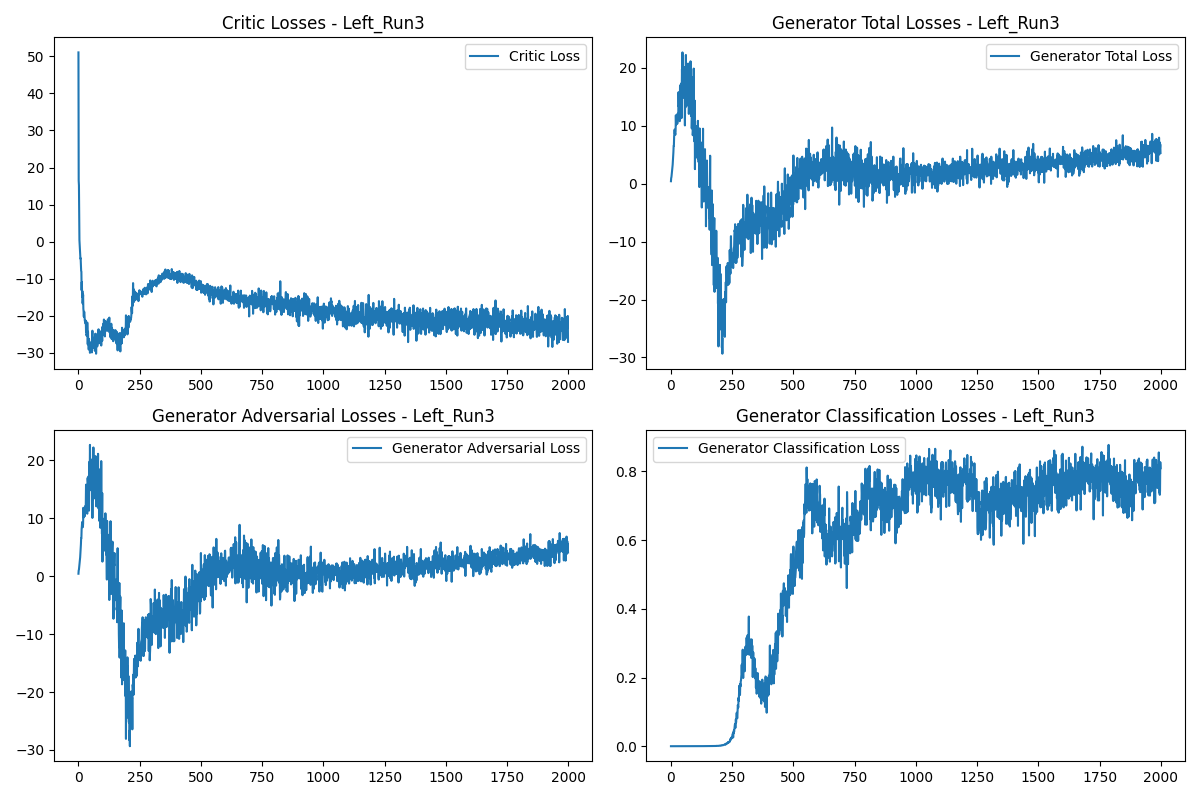 Critic Losses - Left_Run3
50
40
30
20
10
0
−10
−20
−30
Critic Loss
0 250 500 750 1000 1250 1500 1750 2000
Generator Total Losses - Left_Run3
20
10
0
−10
−20
−30
Generator Total Loss
0 250 500 750 1000 1250 1500 1750 2000
Generator Adversarial Losses - Left_Run3
20
10
0
−10
−20
−30
Generator Adversarial Loss
0 250 500 750 1000 1250 1500 1750 2000
Generator Classification Losses - Left_Run3
0.8
0.6
0.4
0.2
0.0
Generator Classification Loss
0 250 500 750 1000 1250 1500 1750 2000